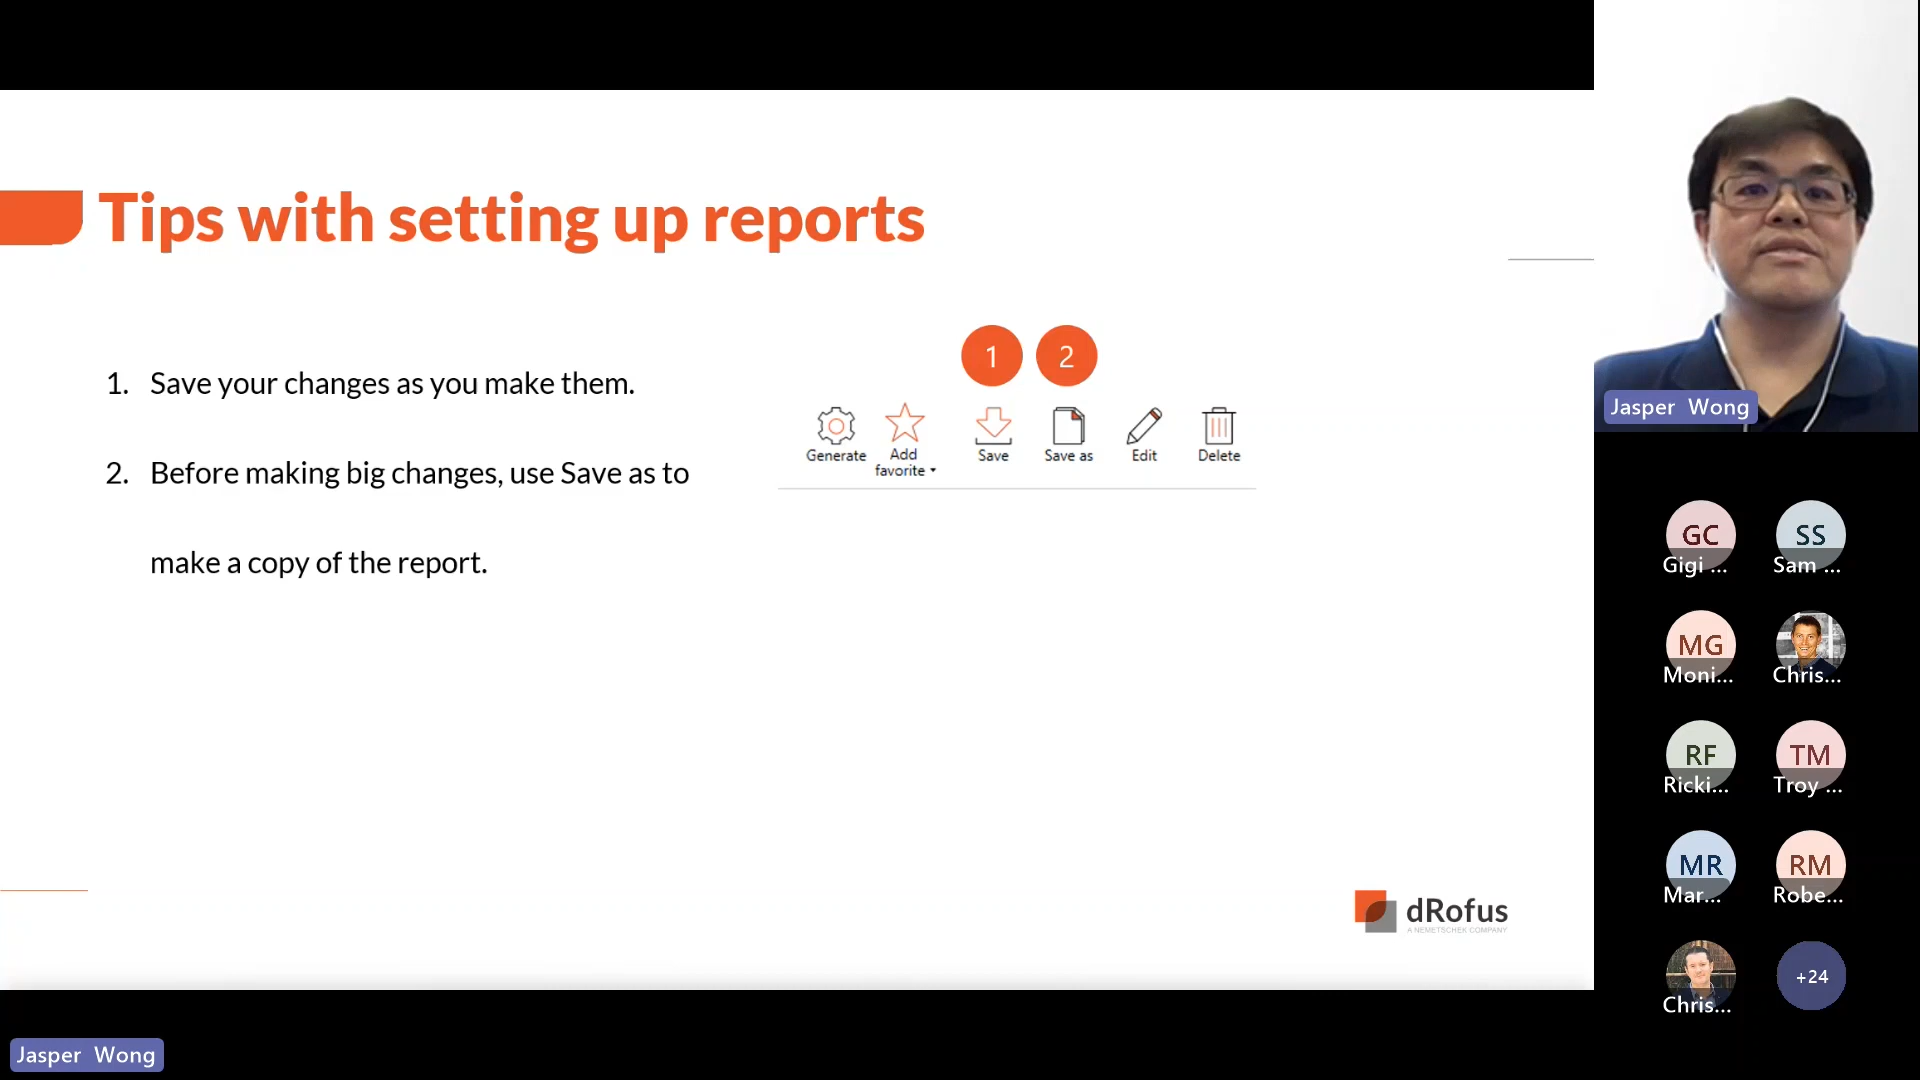 Tips with setting up reports
1. Save your changes as you make them.
2. Before making big changes, use Save as to
make a copy of the report.
1 2
Generate
Add
favorite
Save
Save as
Edit
Delete
dRofus
A NEMETSCHEK COMPANY
Jasper Wong
Jasper Wong
GC
Gigi ...
SS
Sam ...
MG
Moni...
Chris...
RF
Ricki...
TM
Troy ...
MR
Mar...
RM
Robe...
Chris...
+24